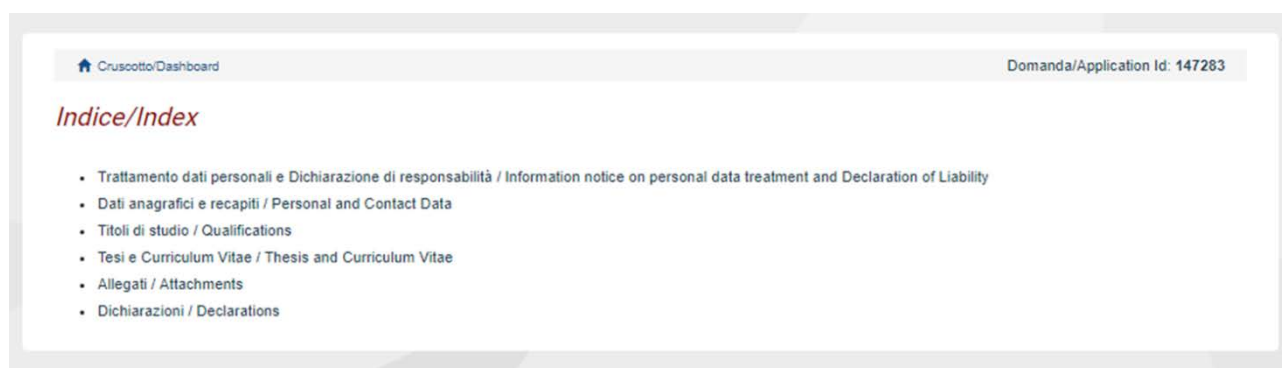 Cruscotto/Dashboard
Domanda/Application Id: 147283
Indice/Index
Trattamento dati personali e Dichiarazione di responsabilità / Information notice on personal data treatment and Declaration of Liability
Dati anagrafici e recapiti / Personal and Contact Data
Titoli di studio / Qualifications
Tesi e Curriculum Vitae / Thesis and Curriculum Vitae
Allegati / Attachments
Dichiarazioni / Declarations